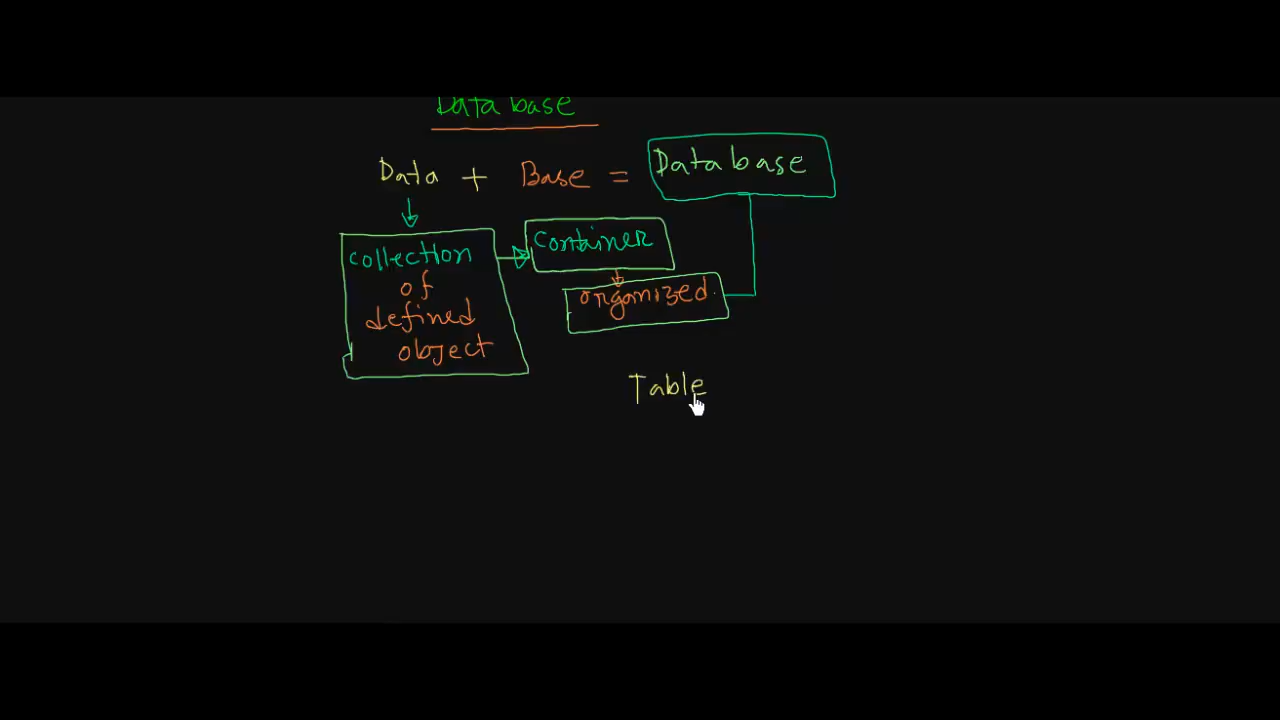 Database
Data + Base = Database
collection
of
defined
object
container
organized.
Table